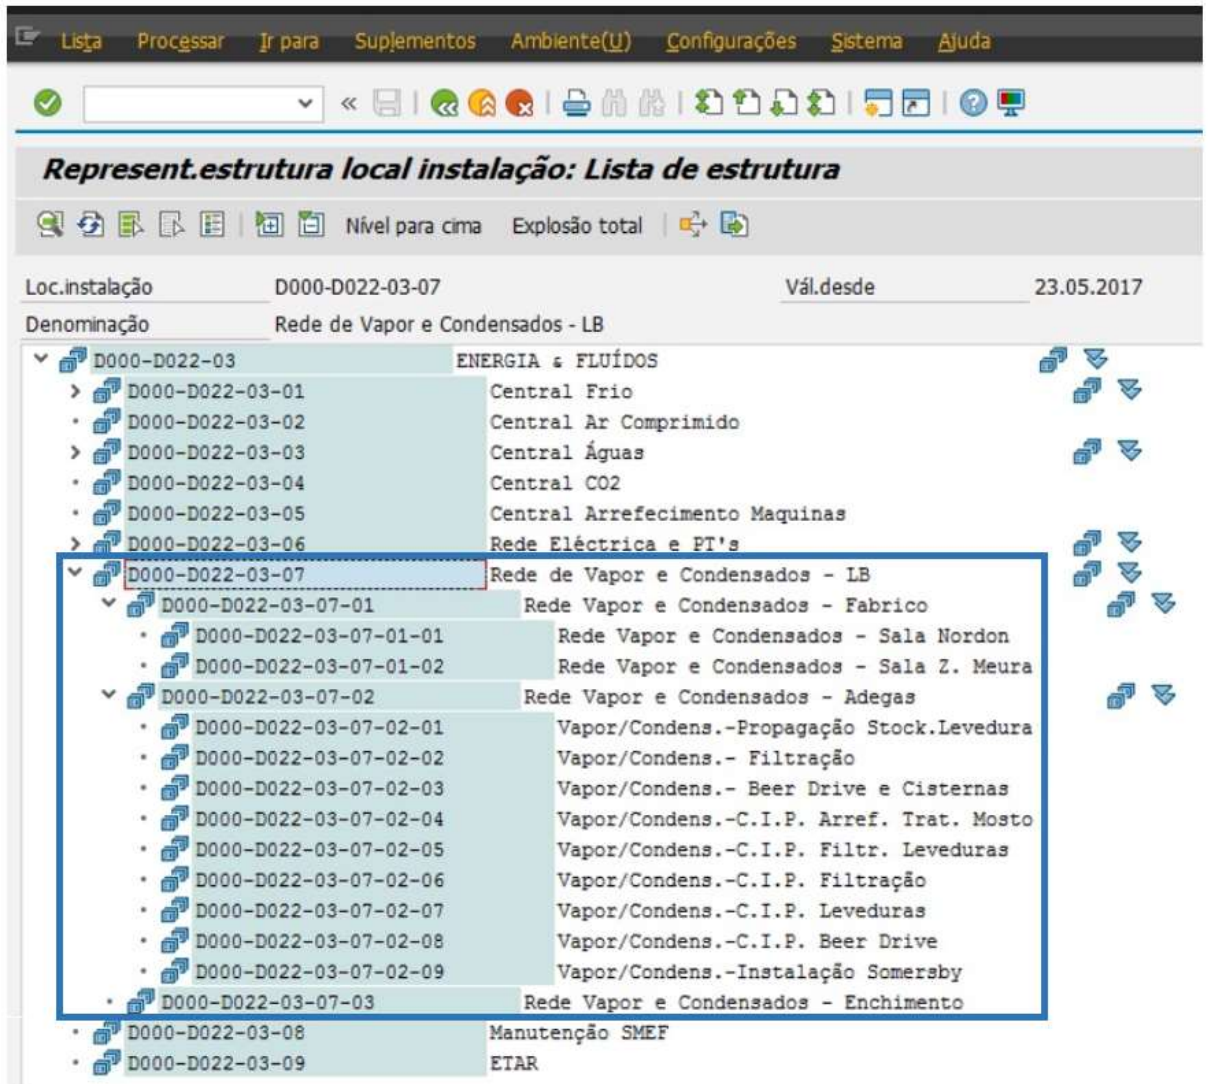 Lista Processar Ir para Suplementos Ambiente(U) Configurações Sistema Ajuda
Represent.estrutura local instalação: Lista de estrutura
Nível para cima Explosão total
Loc.instalação D000-D022-03-07 Vál.desde 23.05.2017
Denominação Rede de Vapor e Condensados - LB
D000-D022-03 ENERGIA & FLUÍDOS
D000-D022-03-01 Central Frio
D000-D022-03-02 Central Ar Comprimido
D000-D022-03-03 Central Águas
D000-D022-03-04 Central CO2
D000-D022-03-05 Central Arrefecimento Maquinas
D000-D022-03-06 Rede Eléctrica e PT's
D000-D022-03-07 Rede de Vapor e Condensados - LB
D000-D022-03-07-01 Rede Vapor e Condensados - Fabrico
D000-D022-03-07-01-01 Rede Vapor e Condensados - Sala Nordon
D000-D022-03-07-01-02 Rede Vapor e Condensados - Sala Z. Meura
D000-D022-03-07-02 Rede Vapor e Condensados - Adegas
D000-D022-03-07-02-01 Vapor/Condens.-Propagação Stock.Levedura
D000-D022-03-07-02-02 Vapor/Condens.- Filtração
D000-D022-03-07-02-03 Vapor/Condens.- Beer Drive e Cisternas
D000-D022-03-07-02-04 Vapor/Condens.-C.I.P. Arref. Trat. Mosto
D000-D022-03-07-02-05 Vapor/Condens.-C.I.P. Filtr. Leveduras
D000-D022-03-07-02-06 Vapor/Condens.-C.I.P. Filtração
D000-D022-03-07-02-07 Vapor/Condens.-C.I.P. Leveduras
D000-D022-03-07-02-08 Vapor/Condens.-C.I.P. Beer Drive
D000-D022-03-07-02-09 Vapor/Condens.-Instalação Somersby
D000-D022-03-07-03 Rede Vapor e Condensados - Enchimento
D000-D022-03-08 Manutenção SMEF
D000-D022-03-09 ETAR